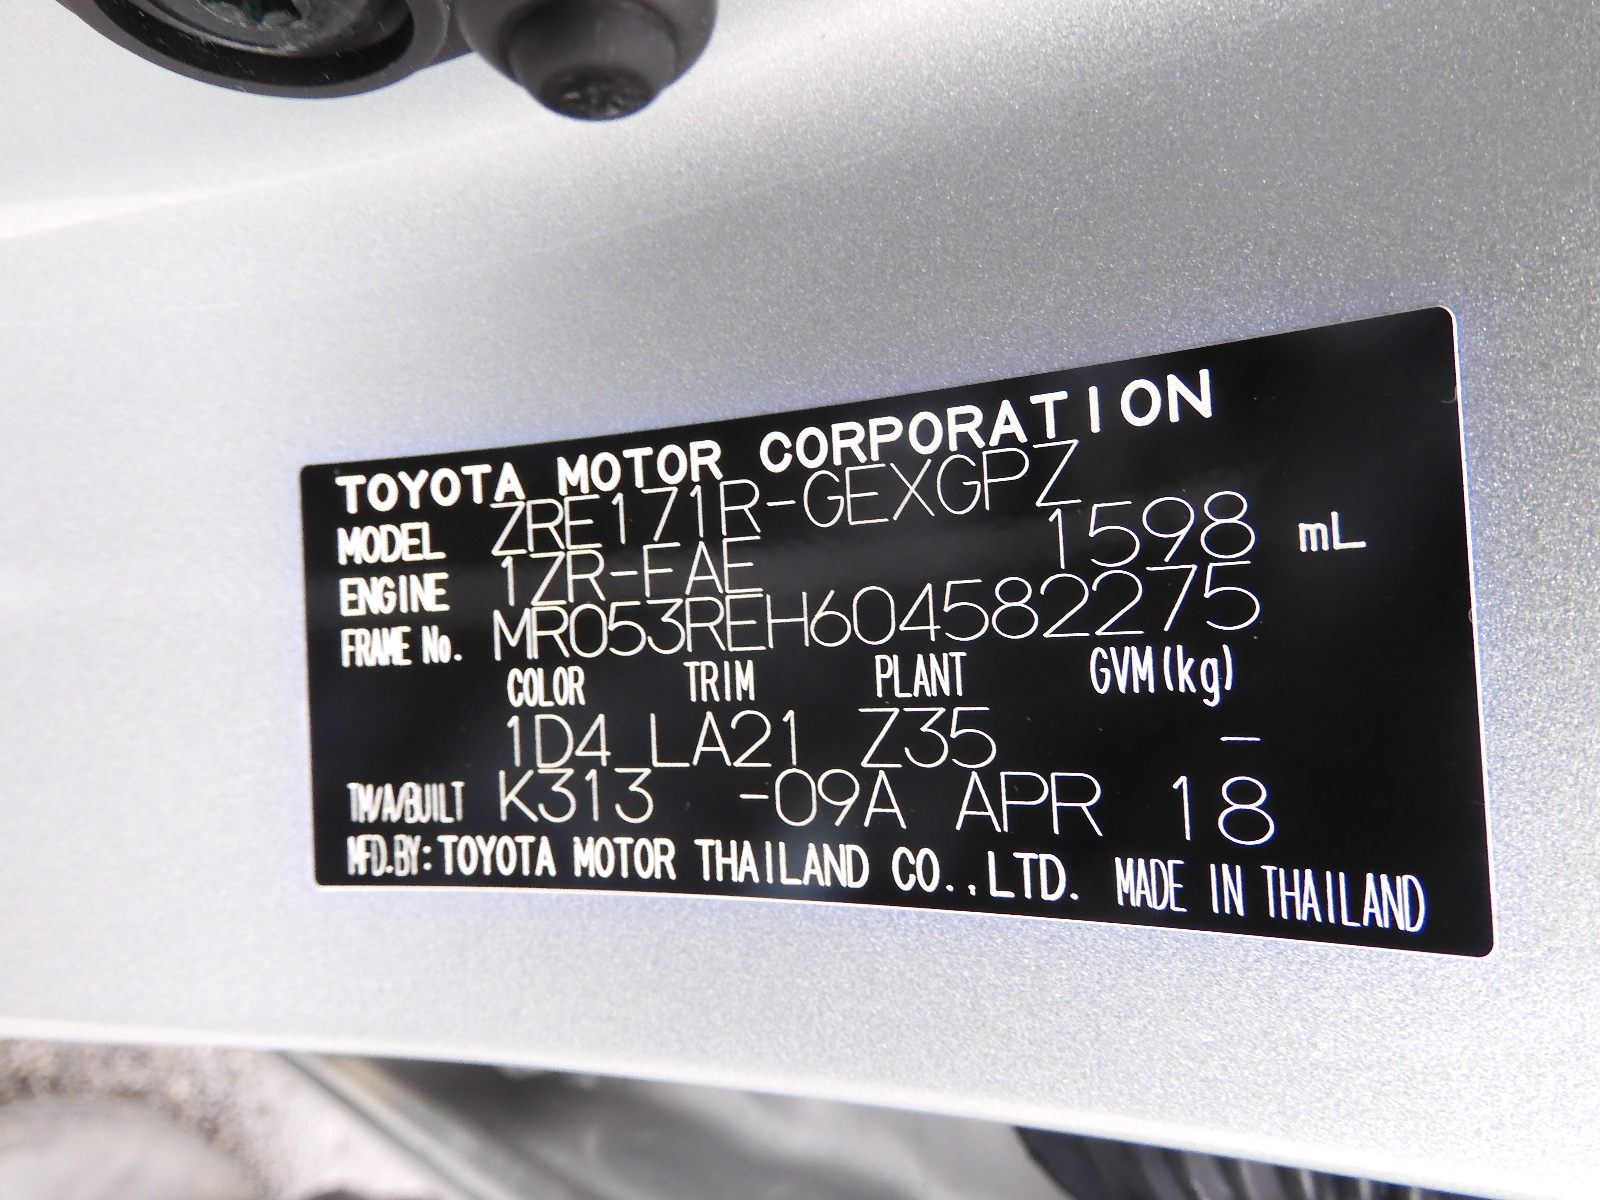 TOYOTA MOTOR CORPORATION
MODEL ZRE171R-GEXGPZ
ENGINE 1ZR-FAE 1598 mL
FRAME No. MR053REH604582275
COLOR TRIM PLANT GVM(kg)
1D4 LA21 Z35 -
T/A/BUILT K313 -09A APR 18
MFD.BY:TOYOTA MOTOR THAILAND CO.,LTD. MADE IN THAILAND